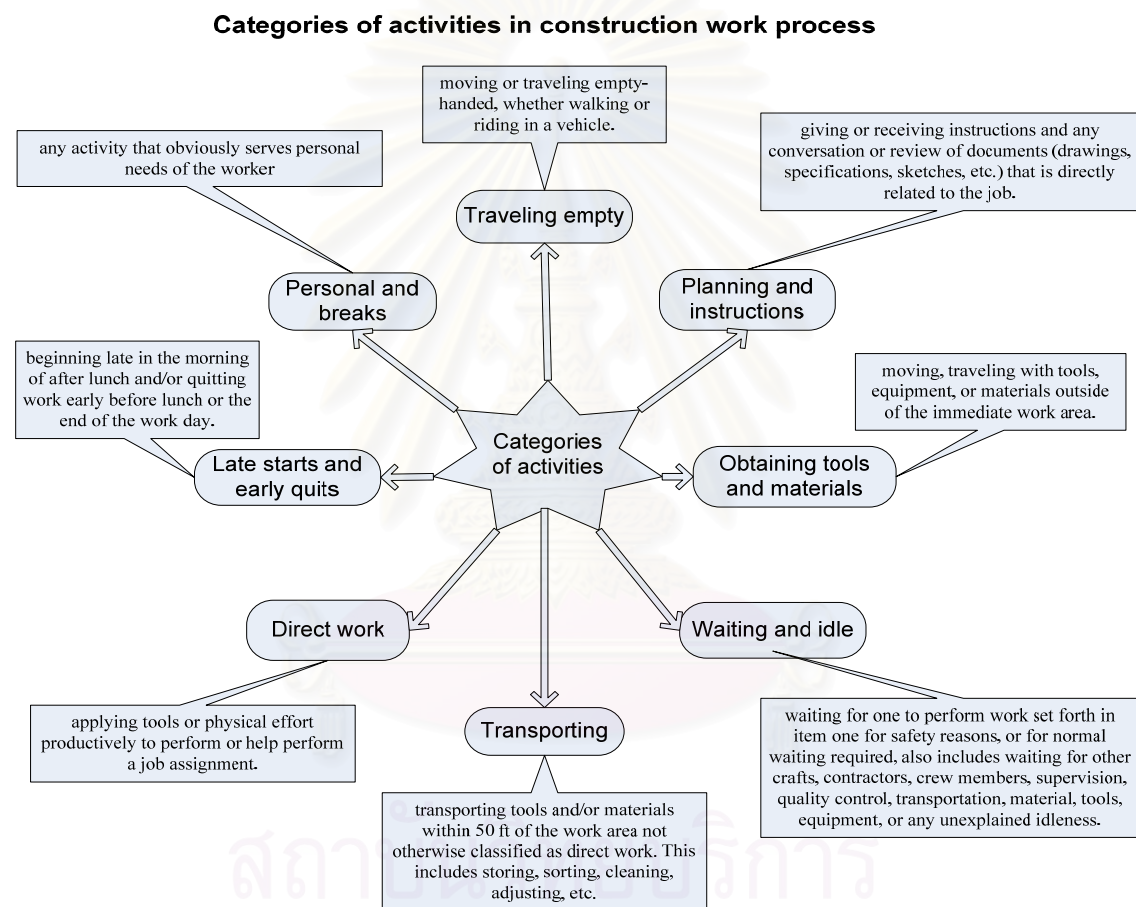 Categories of activities in construction work process
moving or traveling empty-
handed, whether walking or
riding in a vehicle.
any activity that obviously serves personal
needs of the worker
giving or receiving instructions and any
conversation or review of documents (drawings,
specifications, sketches, etc.) that is directly
related to the job.
Traveling empty
Personal and
breaks
Planning and
instructions
beginning late in the morning
of after lunch and/or quitting
work early before lunch or the
end of the work day.
moving, traveling with tools,
equipment, or materials outside
of the immediate work area.
Categories
of activities
Late starts and
early quits
Obtaining tools
and materials
Direct work
Waiting and idle
applying tools or physical effort
productively to perform or help perform
a job assignment.
Transporting
waiting for one to perform work set forth in
item one for safety reasons, or for normal
waiting required, also includes waiting for other
crafts, contractors, crew members, supervision,
quality control, transportation, material, tools,
equipment, or any unexplained idleness.
transporting tools and/or materials
within 50 ft of the work area not
otherwise classified as direct work. This
includes storing, sorting, cleaning,
adjusting, etc.